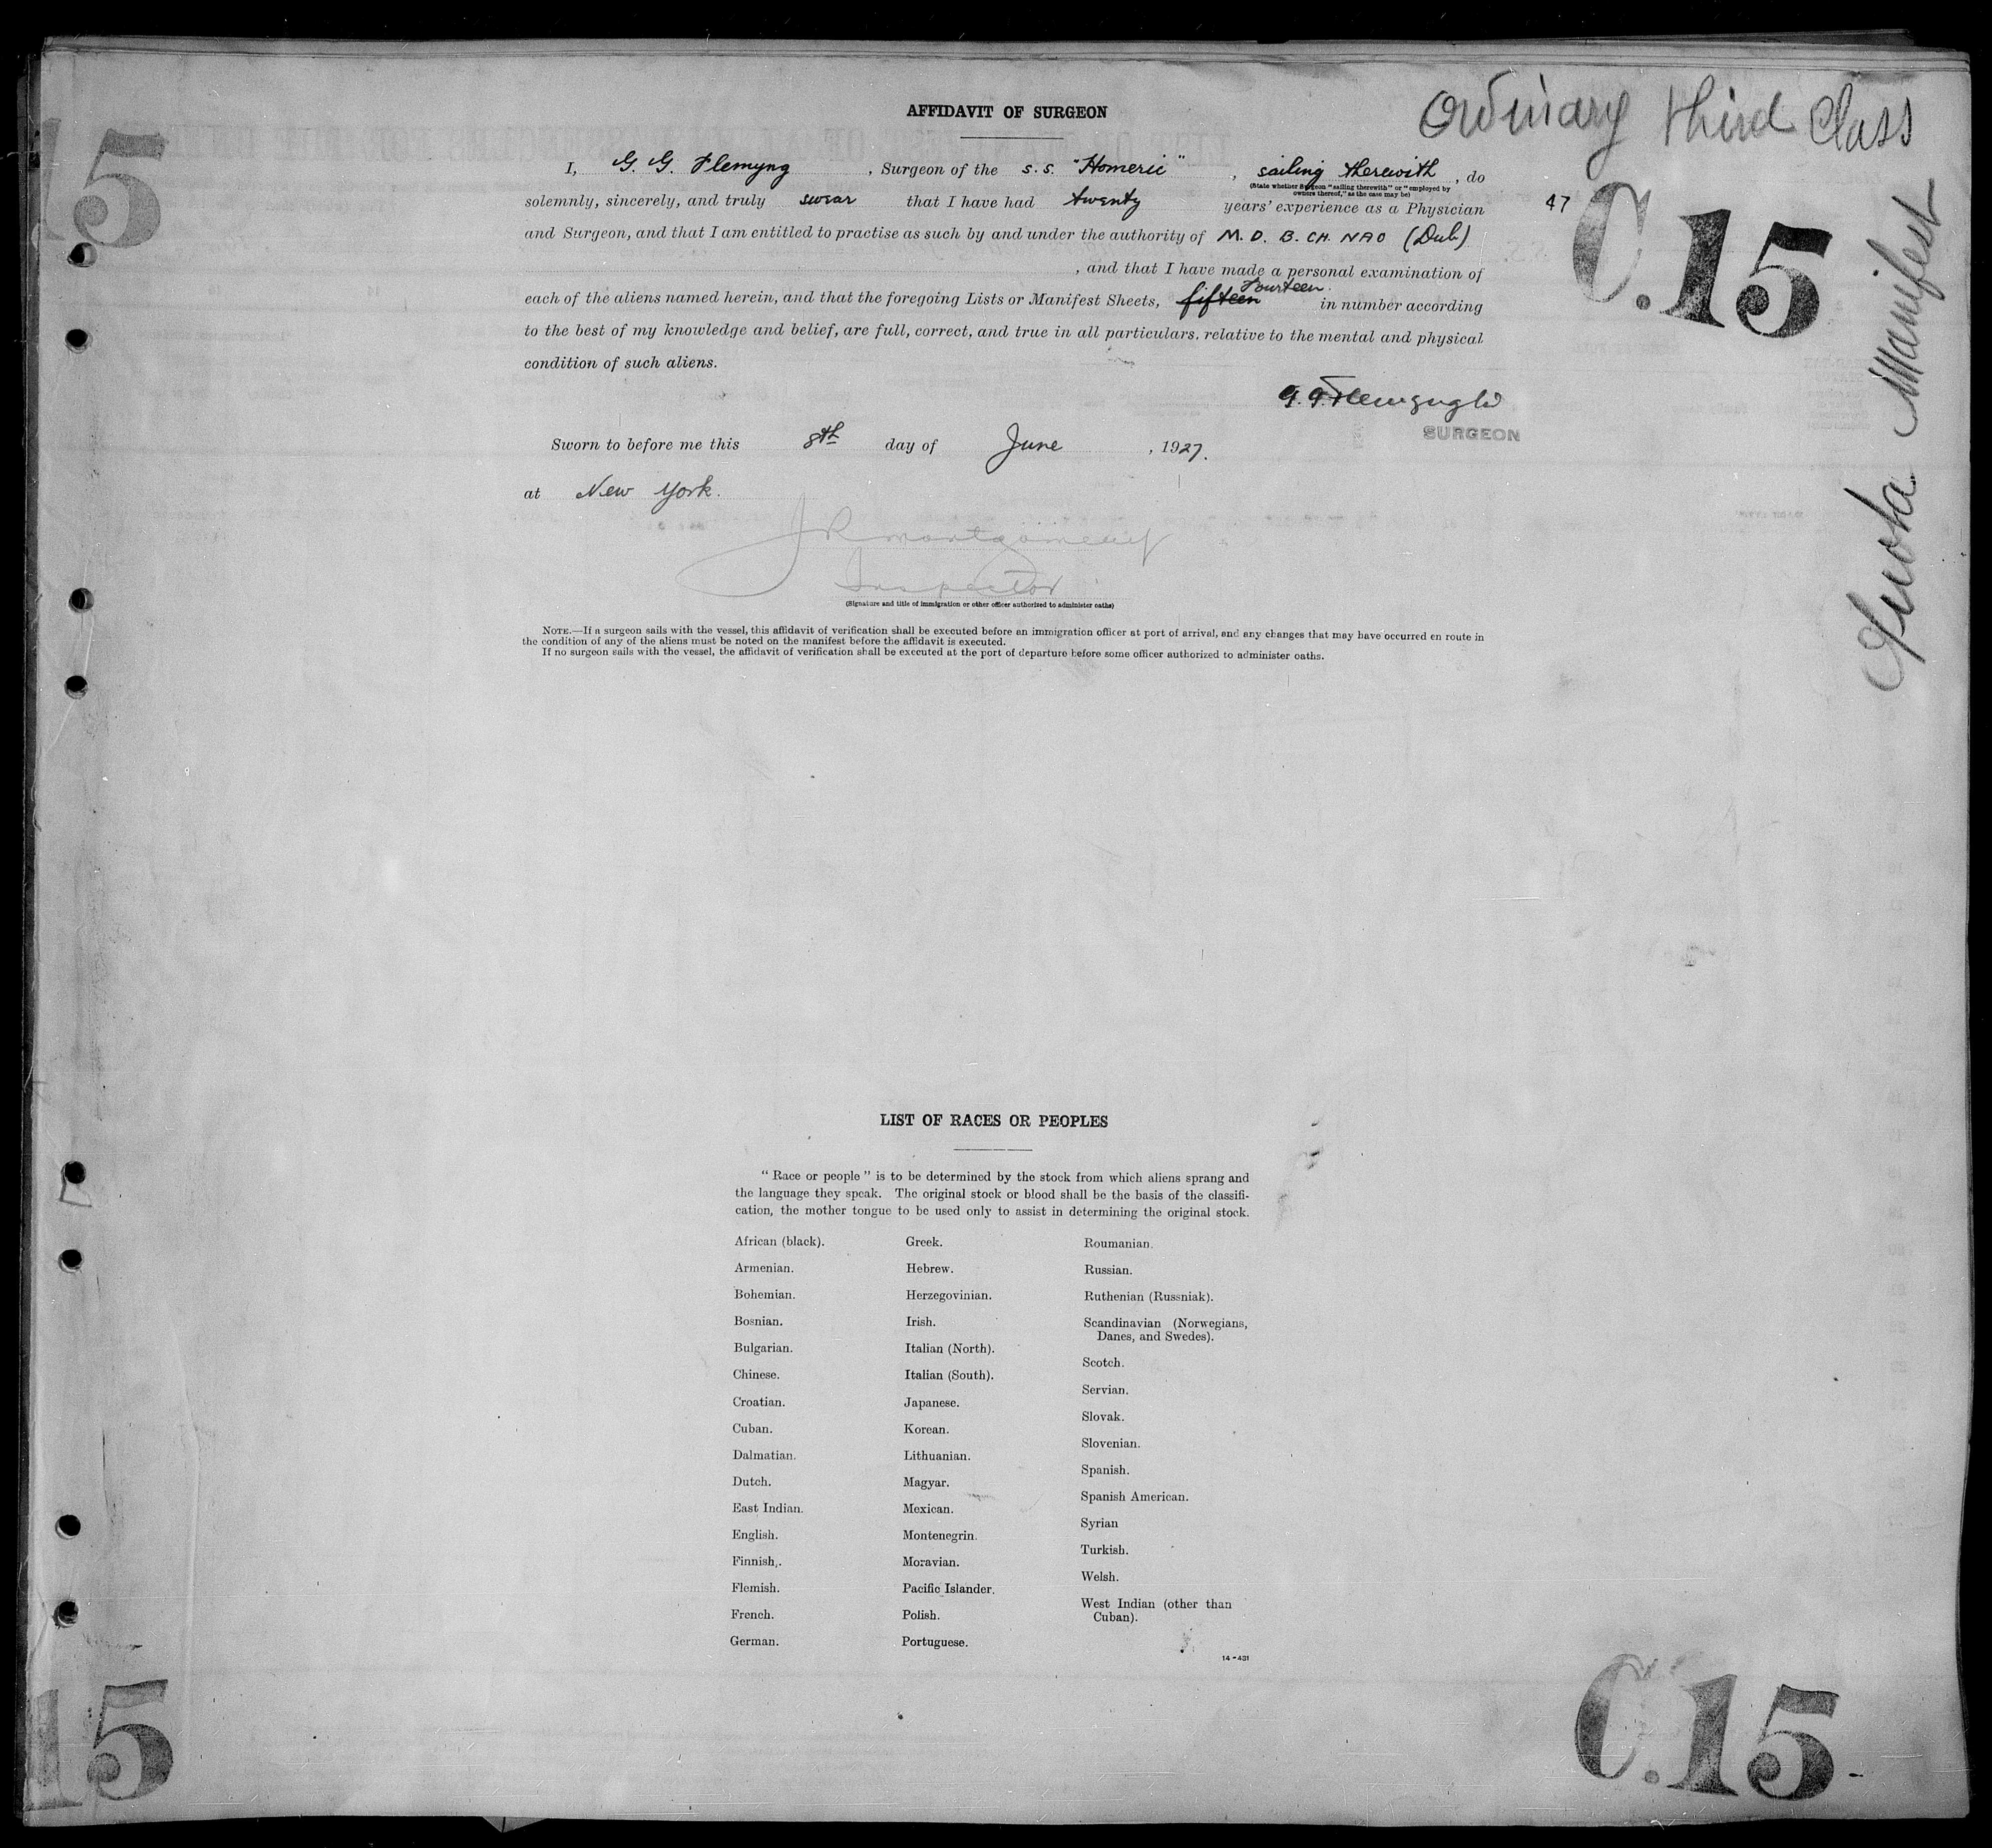 Ordinary third Class
AFFIDAVIT OF SURGEON
15
I, G. G. Flemyng, Surgeon of the s.s. "Homeric", sailing therewith, do
(State whether Surgeon "sailing therewith" or "employed by
owners thereof," as the case may be)
solemnly, sincerely, and truly swear that I have had twenty years' experience as a Physician
47
C.15
and Surgeon, and that I am entitled to practise as such by and under the authority of M. D. B. CH. (Dub.)
, and that I have made a personal examination of
Fourteen.
each of the aliens named herein, and that the foregoing Lists or Manifest Sheets, fifteen in number according
to the best of my knowledge and belief, are full, correct, and true in all particulars. relative to the mental and physical
condition of such aliens.
SURGEON
Sworn to before me this 8th day of June, 1927.
at New York.
Quota Manifest
J R Montgomery
Inspector
(Signature and title of immigration or other officer authorized to administer oaths)
NOTE.—If a surgeon sails with the vessel, this affidavit of verification shall be executed before an immigration officer at port of arrival, and any changes that may have occurred en route in
the condition of any of the aliens must be noted on the manifest before the affidavit is executed.
If no surgeon sails with the vessel, the affidavit of verification shall be executed at the port of departure before some officer authorized to administer oaths.
LIST OF RACES OR PEOPLES
"Race or people" is to be determined by the stock from which aliens sprang and
the language they speak. The original stock or blood shall be the basis of the classifi-
cation, the mother tongue to be used only to assist in determining the original stock.
African (black).
Armenian.
Bohemian.
Bosnian.
Bulgarian.
Chinese.
Croatian.
Cuban.
Dalmatian.
Dutch.
East Indian.
English.
Finnish,.
Flemish.
French.
German.
Greek.
Hebrew.
Herzegovinian.
Irish.
Italian (North).
Italian (South).
Japanese.
Korean.
Lithuanian.
Magyar.
Mexican.
Montenegrin.
Moravian.
Pacific Islander.
Polish.
Portuguese.
Roumanian.
Russian.
Ruthenian (Russniak).
Scandinavian (Norwegians,
Danes, and Swedes).
Scotch.
Servian.
Slovak.
Slovenian.
Spanish.
Spanish American.
Syrian
Turkish.
Welsh.
West Indian (other than
Cuban).
14-431
15
C.15